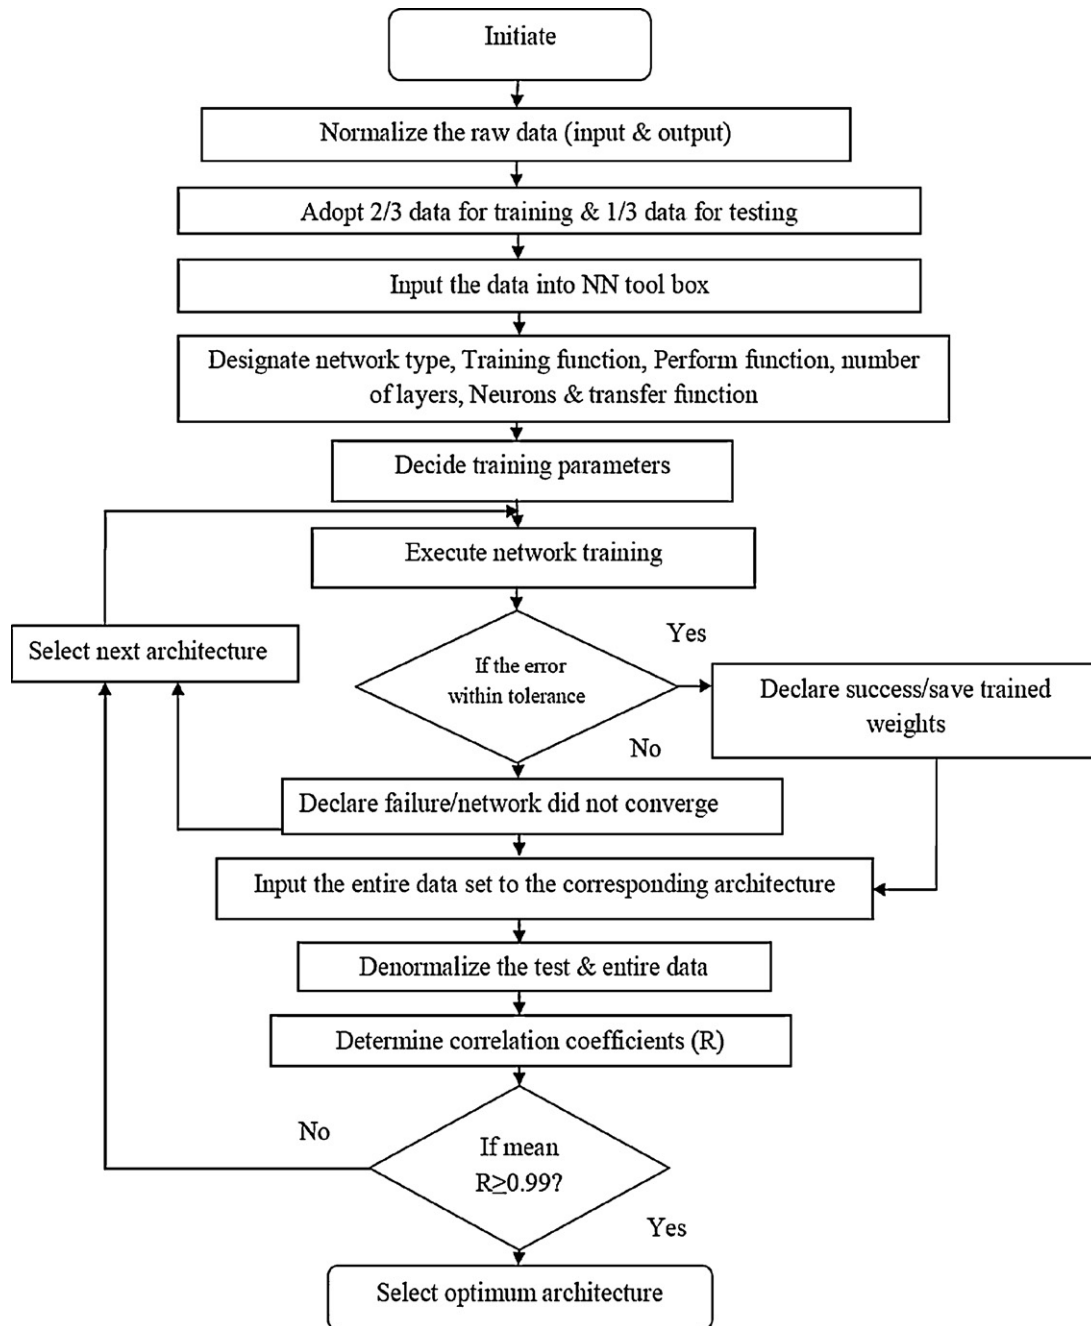 Initiate
Normalize the raw data (input & output)
Adopt 2/3 data for training & 1/3 data for testing
Input the data into NN tool box
Designate network type, Training function, Perform function, number
of layers, Neurons & transfer function
Decide training parameters
Execute network training
Select next architecture
If the error
within tolerance
Yes
Declare success/save trained
weights
No
Declare failure/network did not converge
Input the entire data set to the corresponding architecture
Denormalize the test & entire data
Determine correlation coefficients (R)
No
If mean
R≥0.99?
Yes
Select optimum architecture